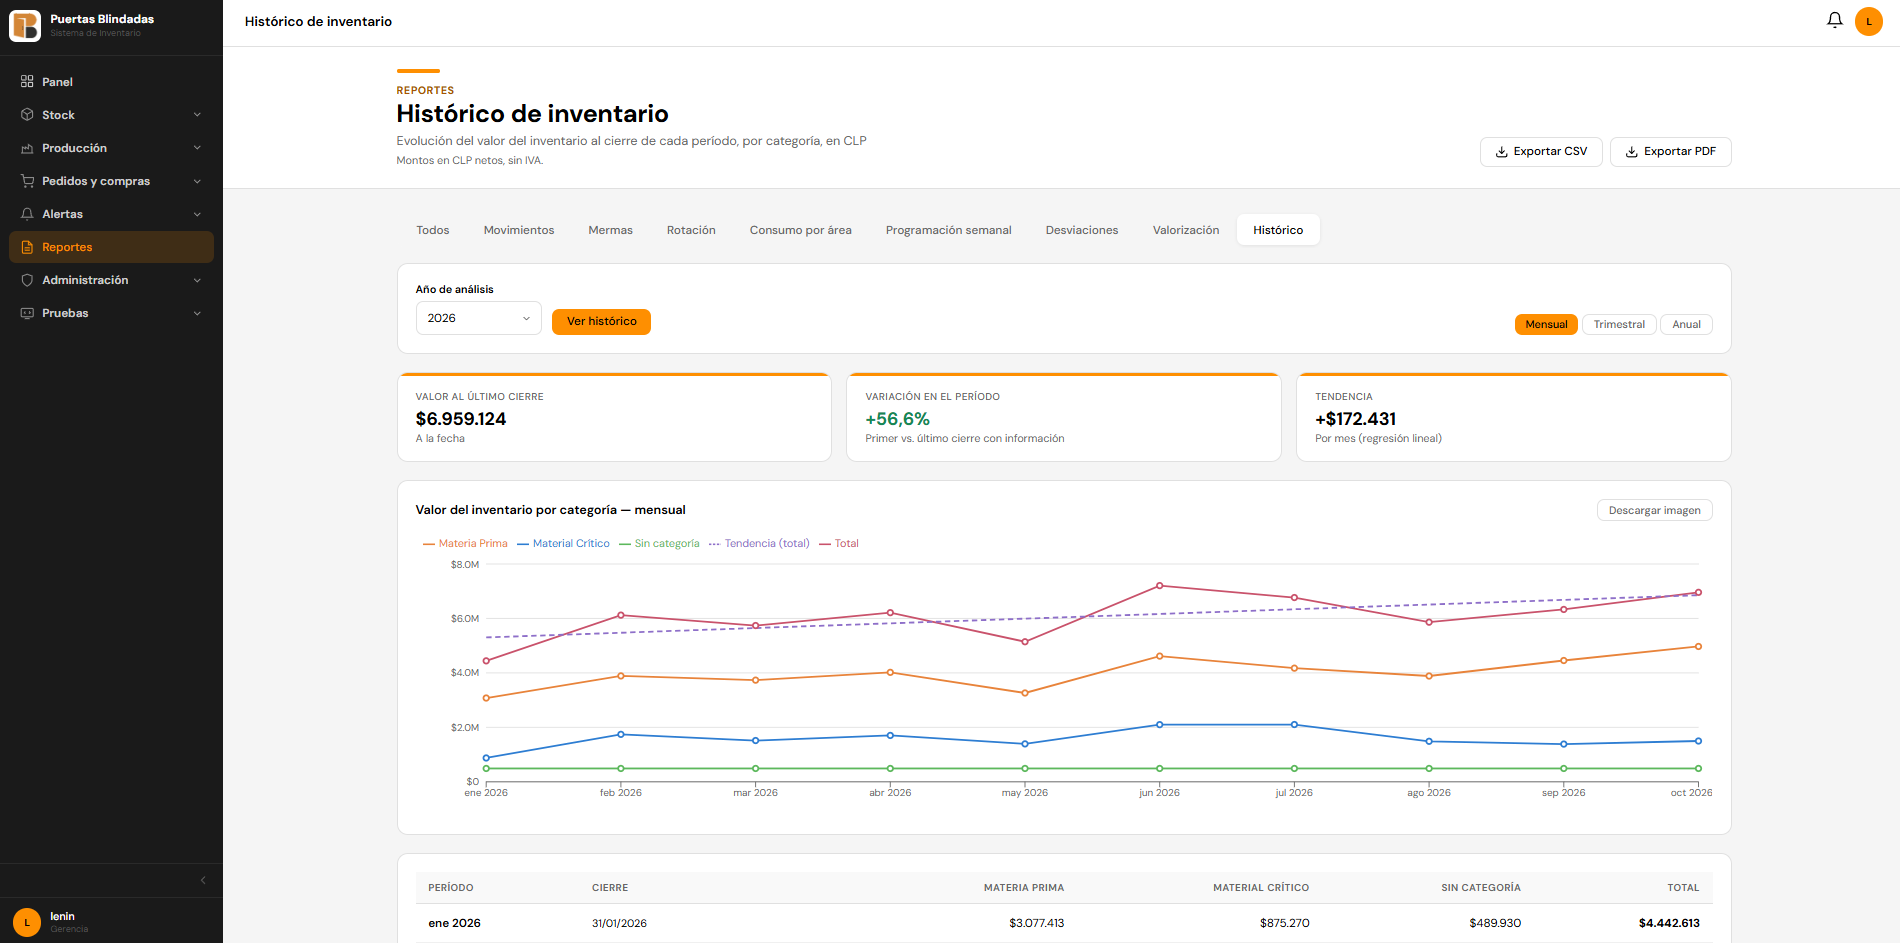 Puertas Blindadas
Sistema de Inventario
Panel
Stock
Producción
Pedidos y compras
Alertas
Reportes
Administración
Pruebas
L
lenin
Gerencia
Histórico de inventario
L
REPORTES
Histórico de inventario
Evolución del valor del inventario al cierre de cada período, por categoría, en CLP
Montos en CLP netos, sin IVA.
Exportar CSV
Exportar PDF
Todos Movimientos Mermas Rotación Consumo por área Programación semanal Desviaciones Valorización Histórico
Año de análisis
2026
Ver histórico
Mensual Trimestral Anual
VALOR AL ÚLTIMO CIERRE
$6.959.124
A la fecha
VARIACIÓN EN EL PERÍODO
+56,6%
Primer vs. último cierre con información
TENDENCIA
+$172.431
Por mes (regresión lineal)
Valor del inventario por categoría — mensual
Descargar imagen
Materia Prima Material Crítico Sin categoría Tendencia (total) Total
$8.0M
$6.0M
$4.0M
$2.0M
$0
ene 2026 feb 2026 mar 2026 abr 2026 may 2026 jun 2026 jul 2026 ago 2026 sep 2026 oct 2026
PERÍODO CIERRE MATERIA PRIMA MATERIAL CRÍTICO SIN CATEGORÍA TOTAL
ene 2026 31/01/2026 $3.077.413 $875.270 $489.930 $4.442.613